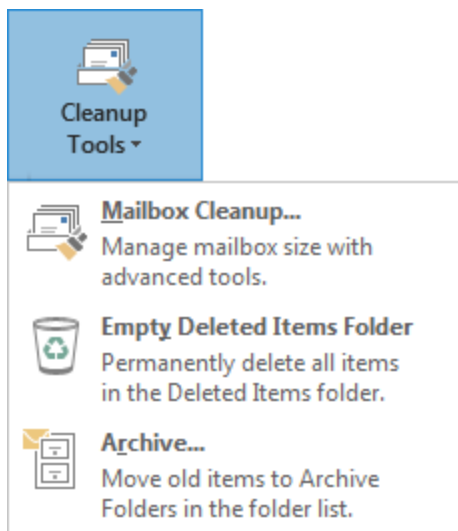 Cleanup
Tools
Mailbox Cleanup...
Manage mailbox size with
advanced tools.
Empty Deleted Items Folder
Permanently delete all items
in the Deleted Items folder.
Archive...
Move old items to Archive
Folders in the folder list.